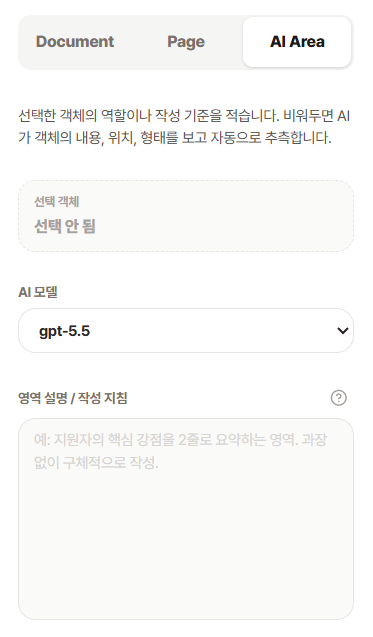 Document Page AI Area
선택한 객체의 역할이나 작성 기준을 적습니다. 비워두면 AI
가 객체의 내용, 위치, 형태를 보고 자동으로 추측합니다.
선택 객체
선택 안 됨
AI 모델
gpt-5.5
영역 설명 / 작성 지침 ?
예: 지원자의 핵심 강점을 2줄로 요약하는 영역. 과장
없이 구체적으로 작성.